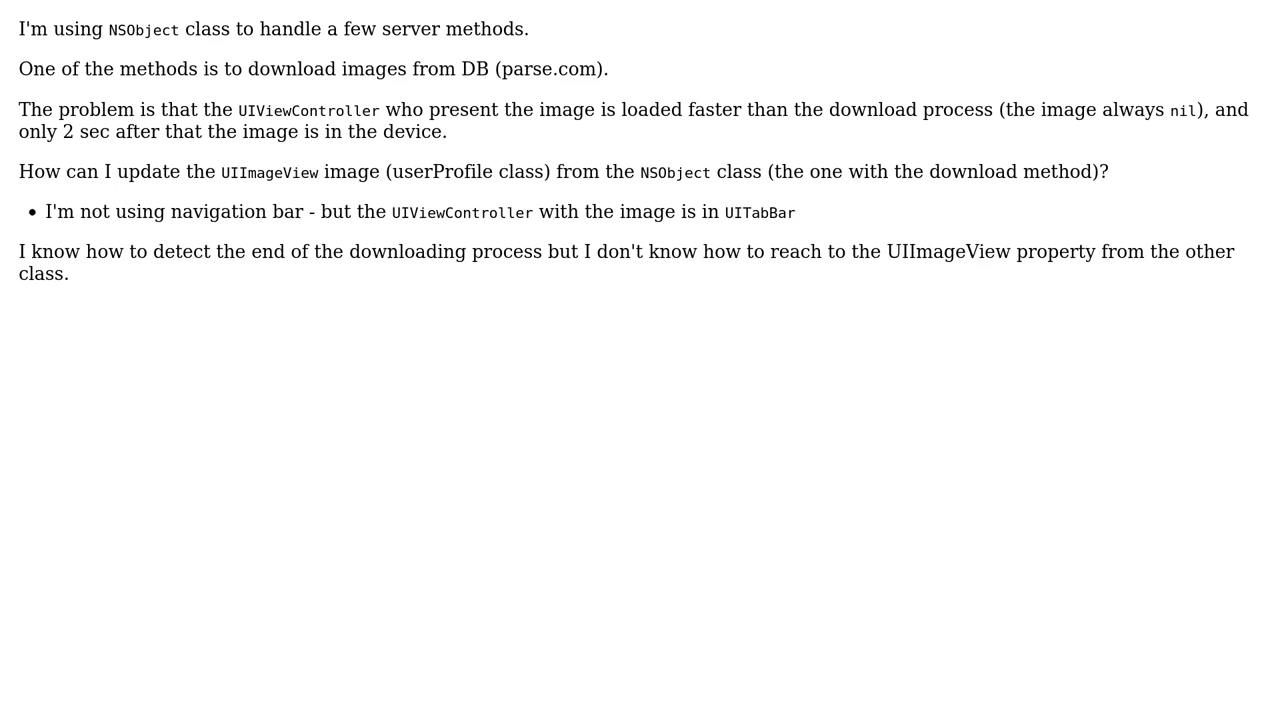 I'm using NSObject class to handle a few server methods.
One of the methods is to download images from DB (parse.com).
The problem is that the UIViewController who present the image is loaded faster than the download process (the image always nil), and
only 2 sec after that the image is in the device.
How can I update the UIImageView image (userProfile class) from the NSObject class (the one with the download method)?
• I'm not using navigation bar - but the UIViewController with the image is in UITabBar
I know how to detect the end of the downloading process but I don't know how to reach to the UIImageView property from the other
class.